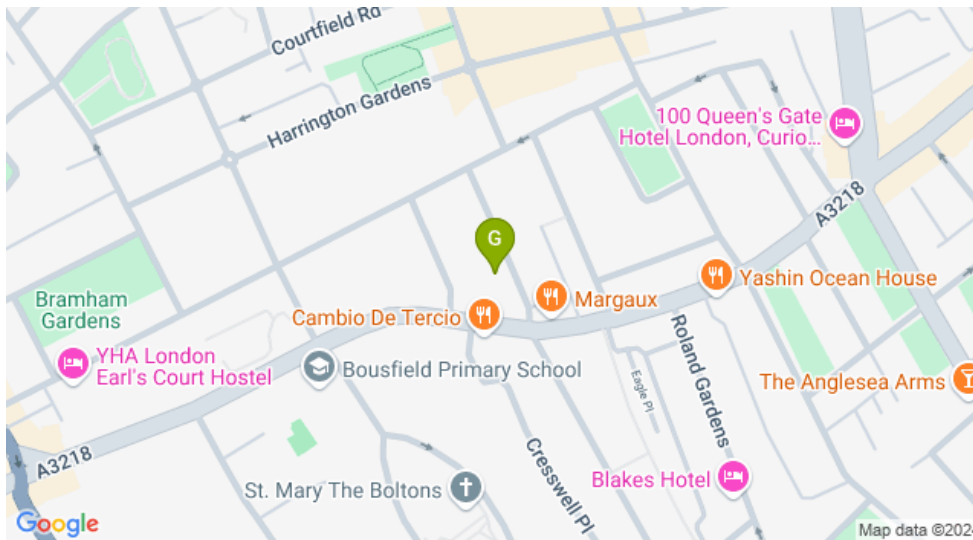 Courtfield Rd
Harrington Gardens
100 Queen's Gate
Hotel London, Curio...
A3218
G
Yashin Ocean House
Margaux
Cambio De Tercio
Bramham
Gardens
YHA London
Earl's Court Hostel
Bousfield Primary School
Roland Gardens
Eagle Pl
The Anglesea Arms
A3218
Cresswell Pl
St. Mary The Boltons
Blakes Hotel
Google
Map data ©2024